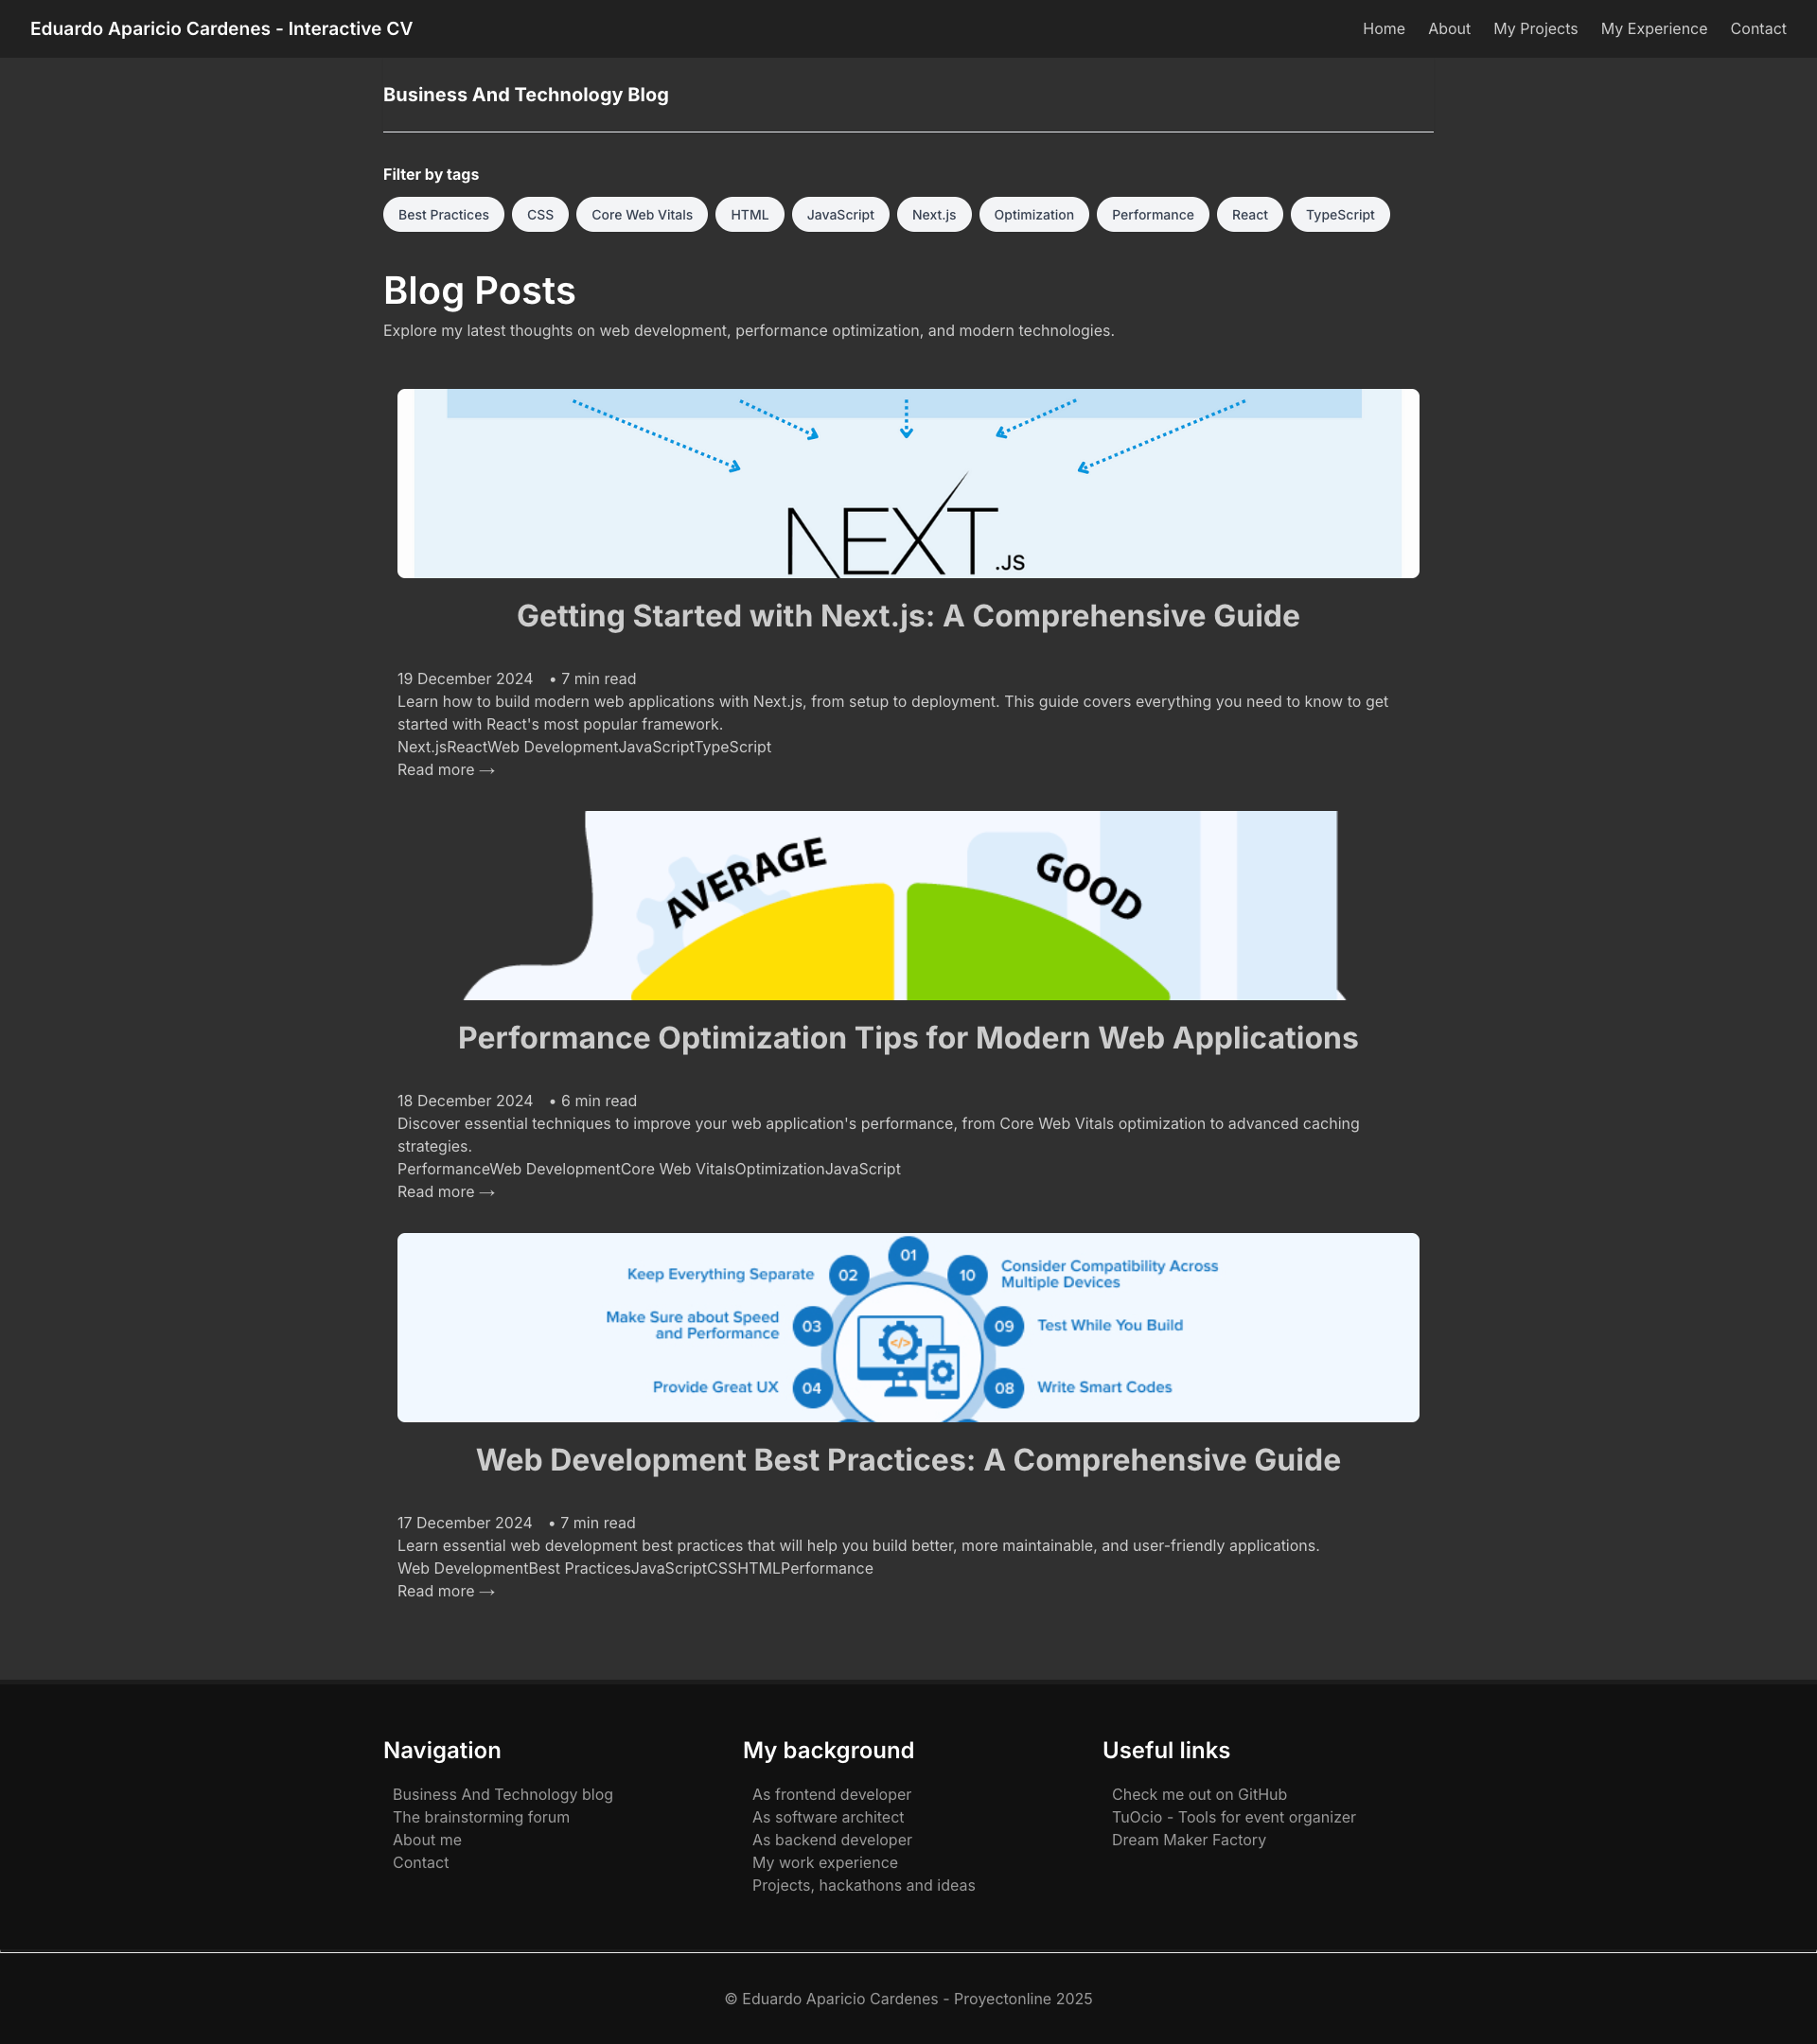 Eduardo Aparicio Cardenes - Interactive CV
Home About My Projects My Experience Contact
Business And Technology Blog
Filter by tags
Best Practices CSS Core Web Vitals HTML JavaScript Next.js Optimization Performance React TypeScript
Blog Posts
Explore my latest thoughts on web development, performance optimization, and modern technologies.
NEXT.JS
Getting Started with Next.js: A Comprehensive Guide
19 December 2024 • 7 min read
Learn how to build modern web applications with Next.js, from setup to deployment. This guide covers everything you need to know to get
started with React's most popular framework.
Next.jsReactWeb DevelopmentJavaScriptTypeScript
Read more →
AVERAGE GOOD
Performance Optimization Tips for Modern Web Applications
18 December 2024 • 6 min read
Discover essential techniques to improve your web application's performance, from Core Web Vitals optimization to advanced caching
strategies.
PerformanceWeb DevelopmentCore Web VitalsOptimizationJavaScript
Read more →
01
Keep Everything Separate 02
10 Consider Compatibility Across
Multiple Devices
Make Sure about Speed
and Performance 03
09 Test While You Build
</>
Provide Great UX 04
08 Write Smart Codes
Web Development Best Practices: A Comprehensive Guide
17 December 2024 • 7 min read
Learn essential web development best practices that will help you build better, more maintainable, and user-friendly applications.
Web DevelopmentBest PracticesJavaScriptCSSHTMLPerformance
Read more →
Navigation
Business And Technology blog
The brainstorming forum
About me
Contact
My background
As frontend developer
As software architect
As backend developer
My work experience
Projects, hackathons and ideas
Useful links
Check me out on GitHub
TuOcio - Tools for event organizer
Dream Maker Factory
© Eduardo Aparicio Cardenes - Proyectonline 2025